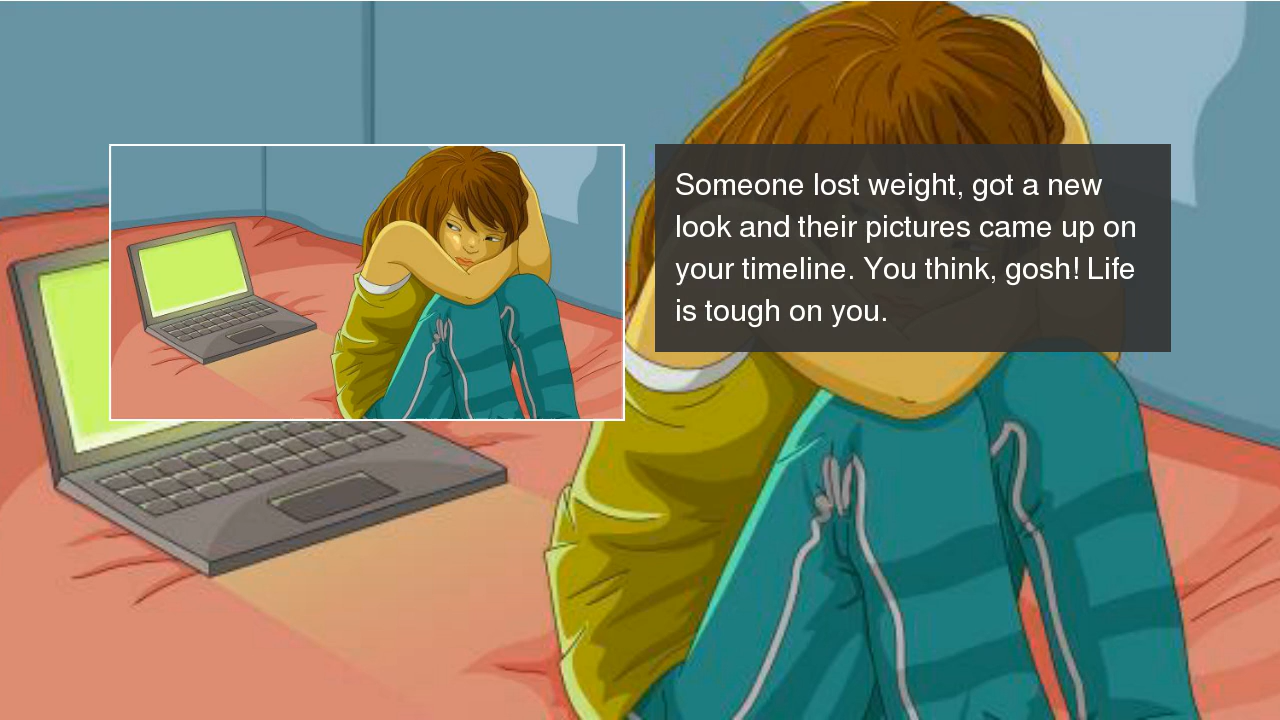 Someone lost weight, got a new
look and their pictures came up on
your timeline. You think, gosh! Life
is tough on you.